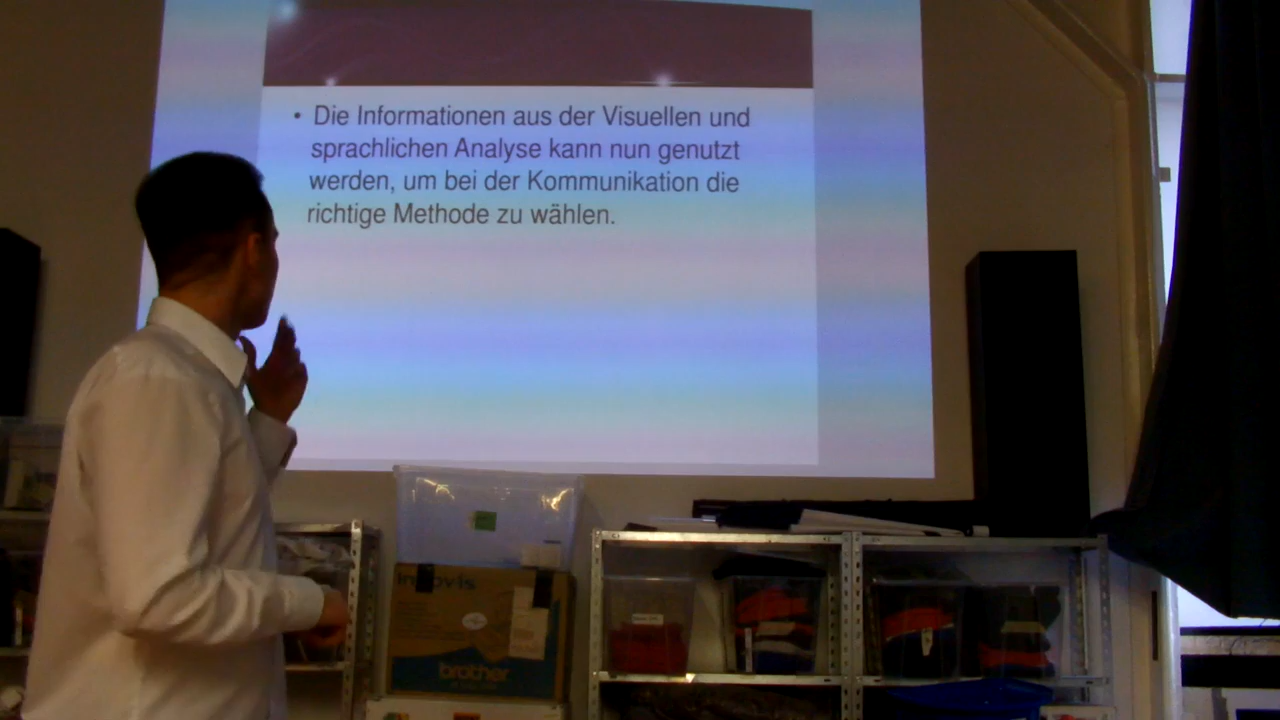 • Die Informationen aus der Visuellen und
sprachlichen Analyse kann nun genutzt
werden, um bei der Kommunikation die
richtige Methode zu wählen.
brother